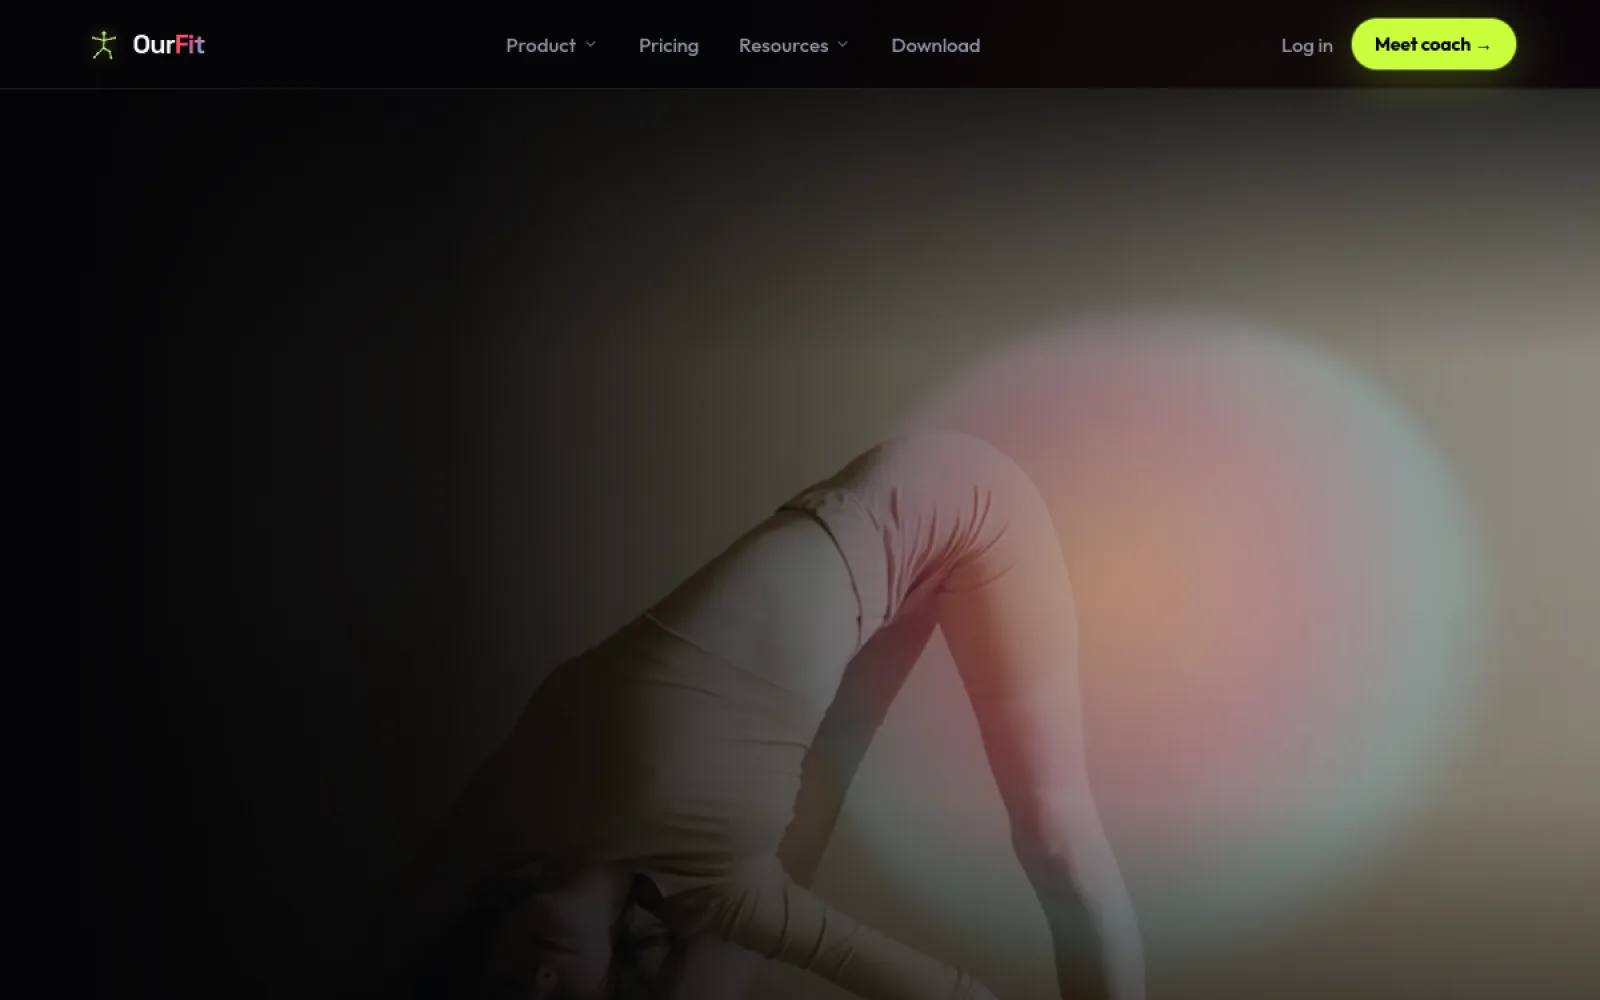 OurFit
Product
Pricing
Resources
Download
Log in
Meet coach →